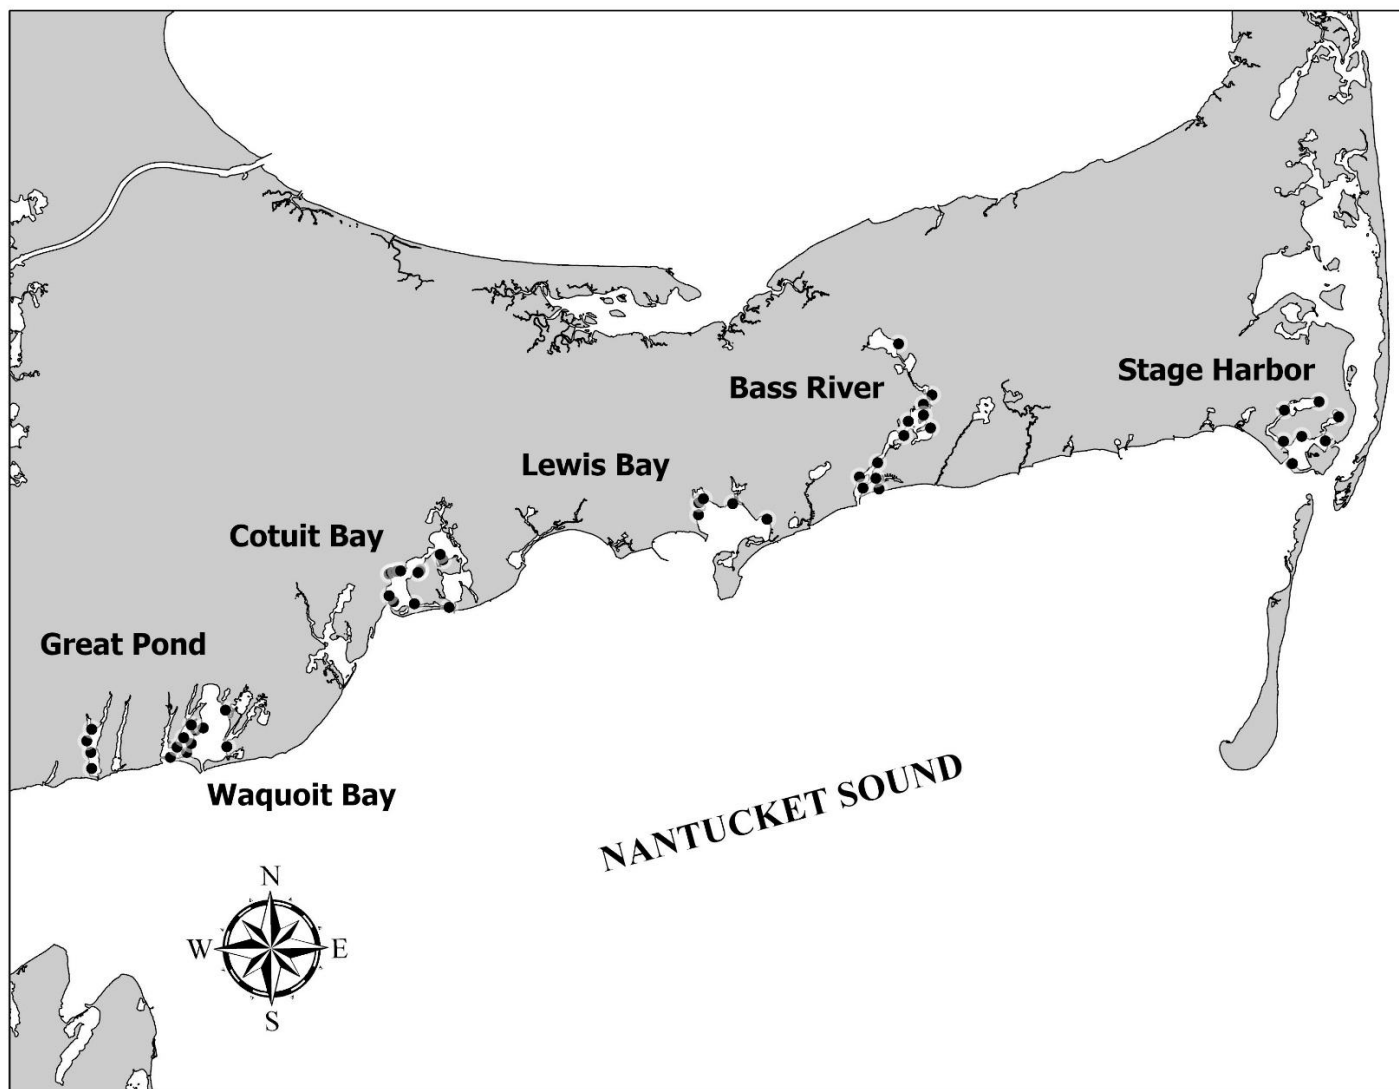 Stage Harbor
Bass River
Lewis Bay
Cotuit Bay
Great Pond
Waquoit Bay
NANTUCKET SOUND
N
W E
S